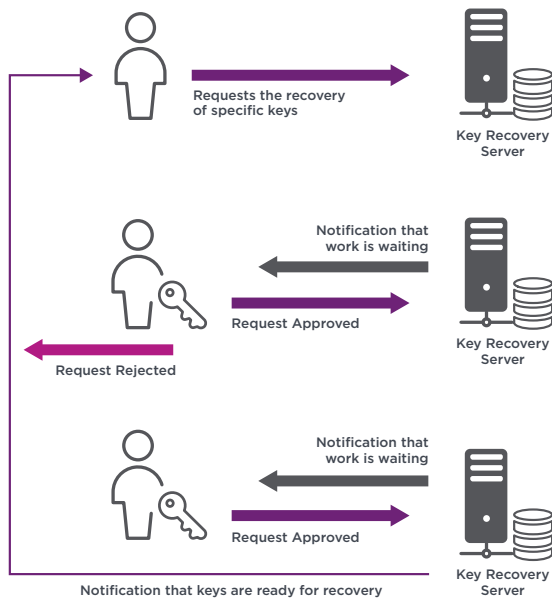 Requests the recovery
of specific keys
Key Recovery
Server
Notification that
work is waiting
Request Approved
Key Recovery
Server
Request Rejected
Notification that
work is waiting
Request Approved
Key Recovery
Server
Notification that keys are ready for recovery